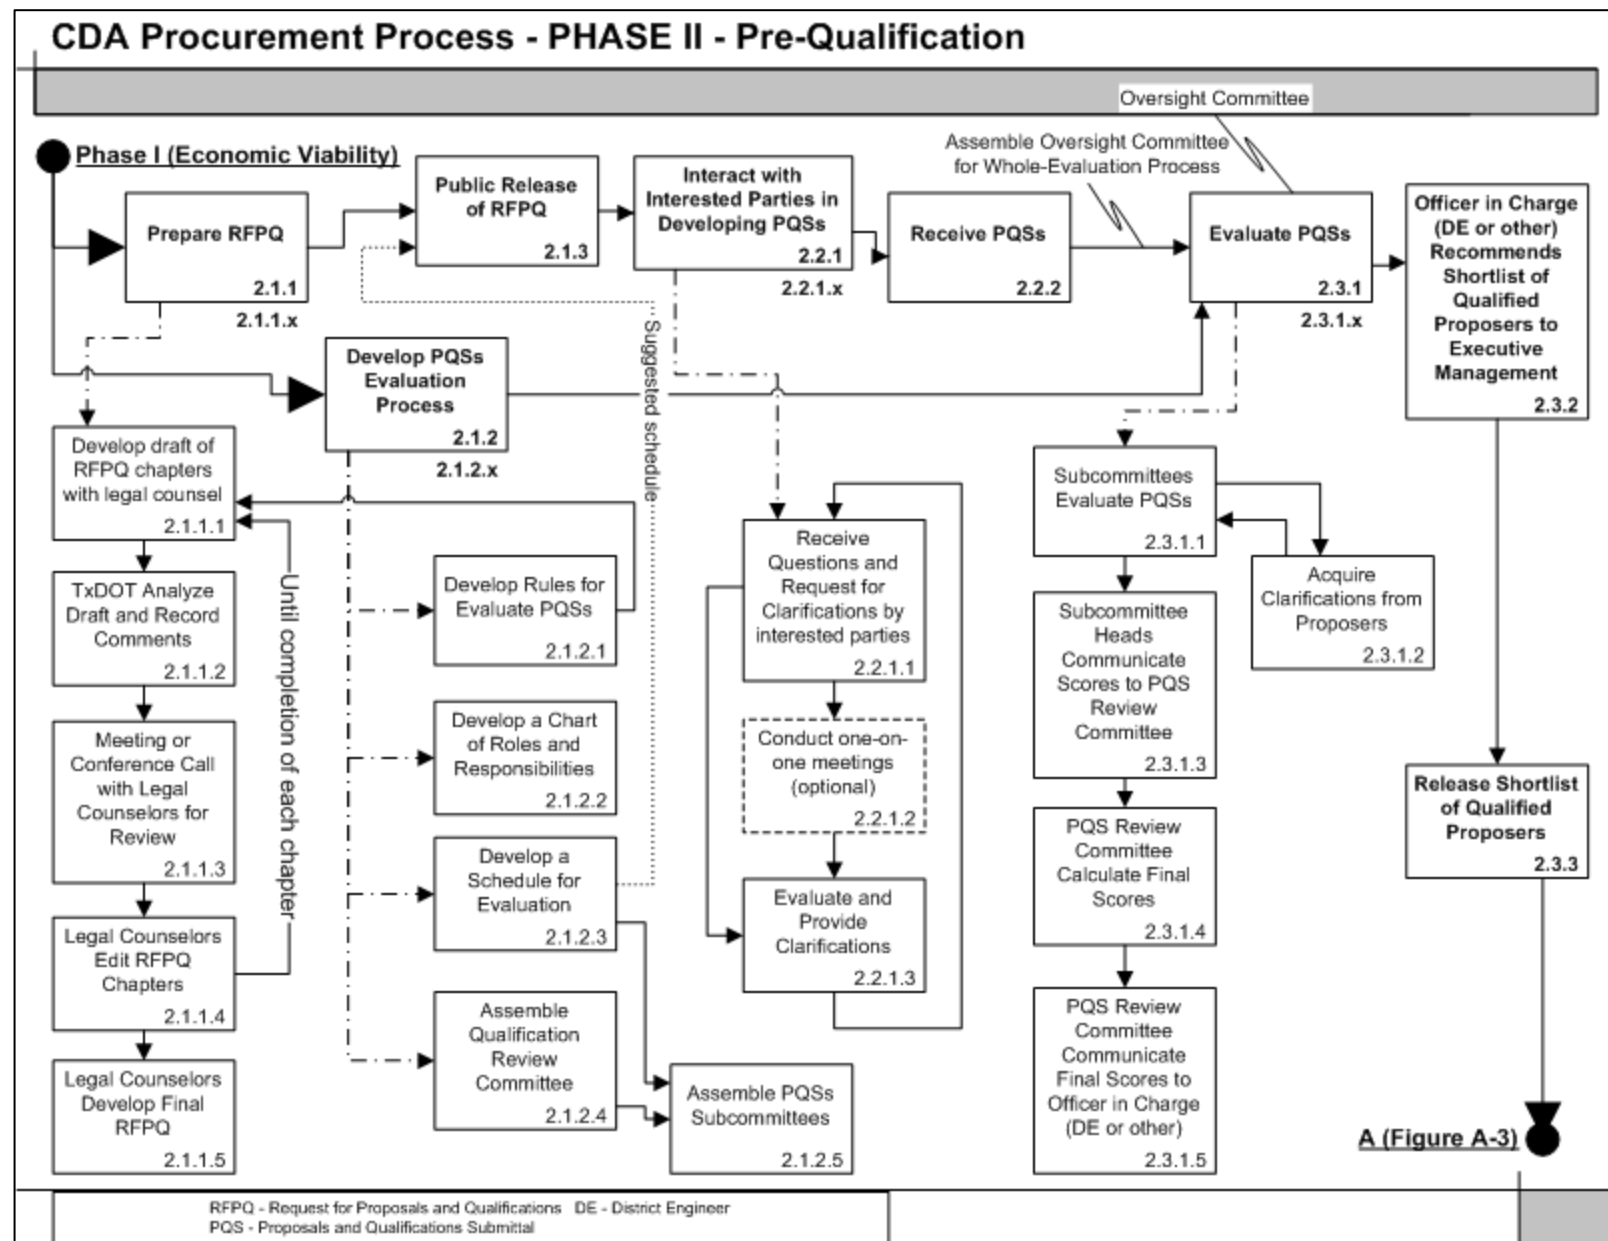 CDA Procurement Process - PHASE II - Pre-Qualification
Oversight Committee
Assemble Oversight Committee
for Whole-Evaluation Process
Phase I (Economic Viability)
Prepare RFPQ
2.1.1
2.1.1.x
Public Release
of RFPQ
2.1.3
Interact with
Interested Parties in
Developing PQSs
2.2.1
2.2.1.x
Receive PQSs
2.2.2
Evaluate PQSs
2.3.1
2.3.1.x
Officer in Charge
(DE or other)
Recommends
Shortlist of
Qualified
Proposers to
Executive
Management
2.3.2
Develop PQSs
Evaluation
Process
2.1.2
2.1.2.x
Suggested schedule
Develop draft of
RFPQ chapters
with legal counsel
2.1.1.1
TxDOT Analyze
Draft and Record
Comments
2.1.1.2
Meeting or
Conference Call
with Legal
Counselors for
Review
2.1.1.3
Legal Counselors
Edit RFPQ
Chapters
2.1.1.4
Legal Counselors
Develop Final
RFPQ
2.1.1.5
Until completion of each chapter
Develop Rules for
Evaluate PQSs
2.1.2.1
Develop a Chart
of Roles and
Responsibilities
2.1.2.2
Develop a
Schedule for
Evaluation
2.1.2.3
Assemble
Qualification
Review
Committee
2.1.2.4
Assemble PQSs
Subcommittees
2.1.2.5
Receive
Questions and
Request for
Clarifications by
interested parties
2.2.1.1
Conduct one-on-
one meetings
(optional)
2.2.1.2
Evaluate and
Provide
Clarifications
2.2.1.3
Subcommittees
Evaluate PQSs
2.3.1.1
Acquire
Clarifications from
Proposers
2.3.1.2
Subcommittee
Heads
Communicate
Scores to PQS
Review
Committee
2.3.1.3
PQS Review
Committee
Calculate Final
Scores
2.3.1.4
PQS Review
Committee
Communicate
Final Scores to
Officer in Charge
(DE or other)
2.3.1.5
Release Shortlist
of Qualified
Proposers
2.3.3
A (Figure A-3)
RFPQ - Request for Proposals and Qualifications DE - District Engineer
PQS - Proposals and Qualifications Submittal